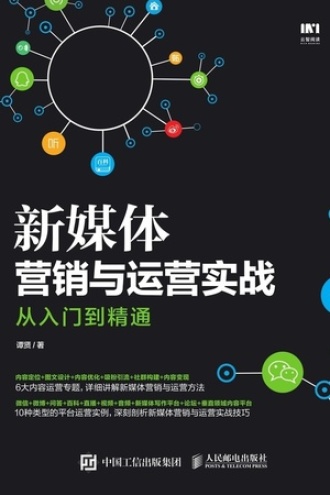 听
百科
新媒体
营销与运营实战
从入门到精通
谭贤 / 著
内容定位+图文设计+内容优化+吸粉引流+社群构建+内容变现
6大内容运营专题，详细讲解新媒体营销与运营方法
微信+微博+问答+百科+直播+视频+音频+新媒体写作平台+论坛+垂直领域内容平台
10种类型的平台运营实例，深刻剖析新媒体营销与运营实战技巧
中国工信出版集团
人民邮电出版社
POSTS & TELECOM PRESS